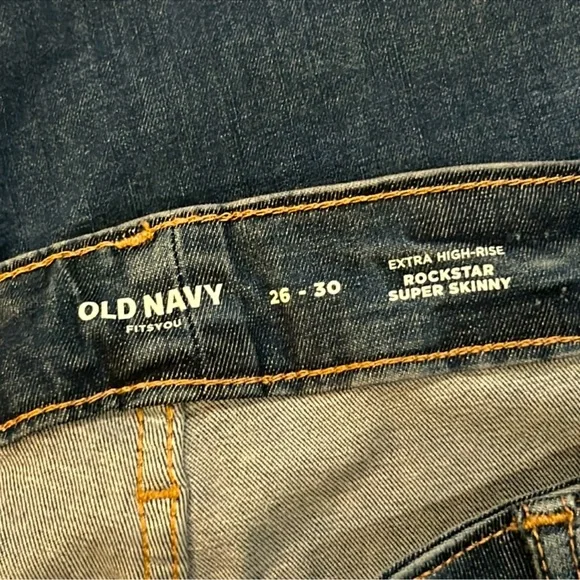 OLD NAVY
FITSYOU
26 - 30
EXTRA HIGH-RISE
ROCKSTAR
SUPER SKINNY